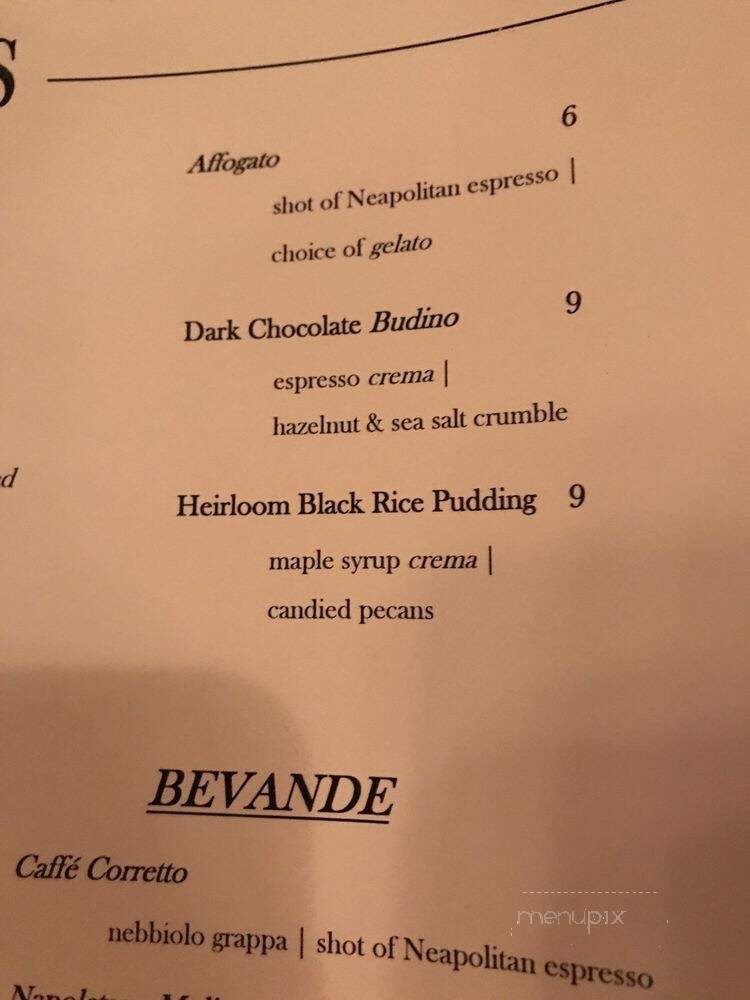 S
6
Affogato
shot of Neapolitan espresso |
choice of gelato
Dark Chocolate Budino 9
espresso crema |
hazelnut & sea salt crumble
Heirloom Black Rice Pudding 9
maple syrup crema |
candied pecans
BEVANDE
Caffé Corretto
menupix
nebbiolo grappa | shot of Neapolitan espresso